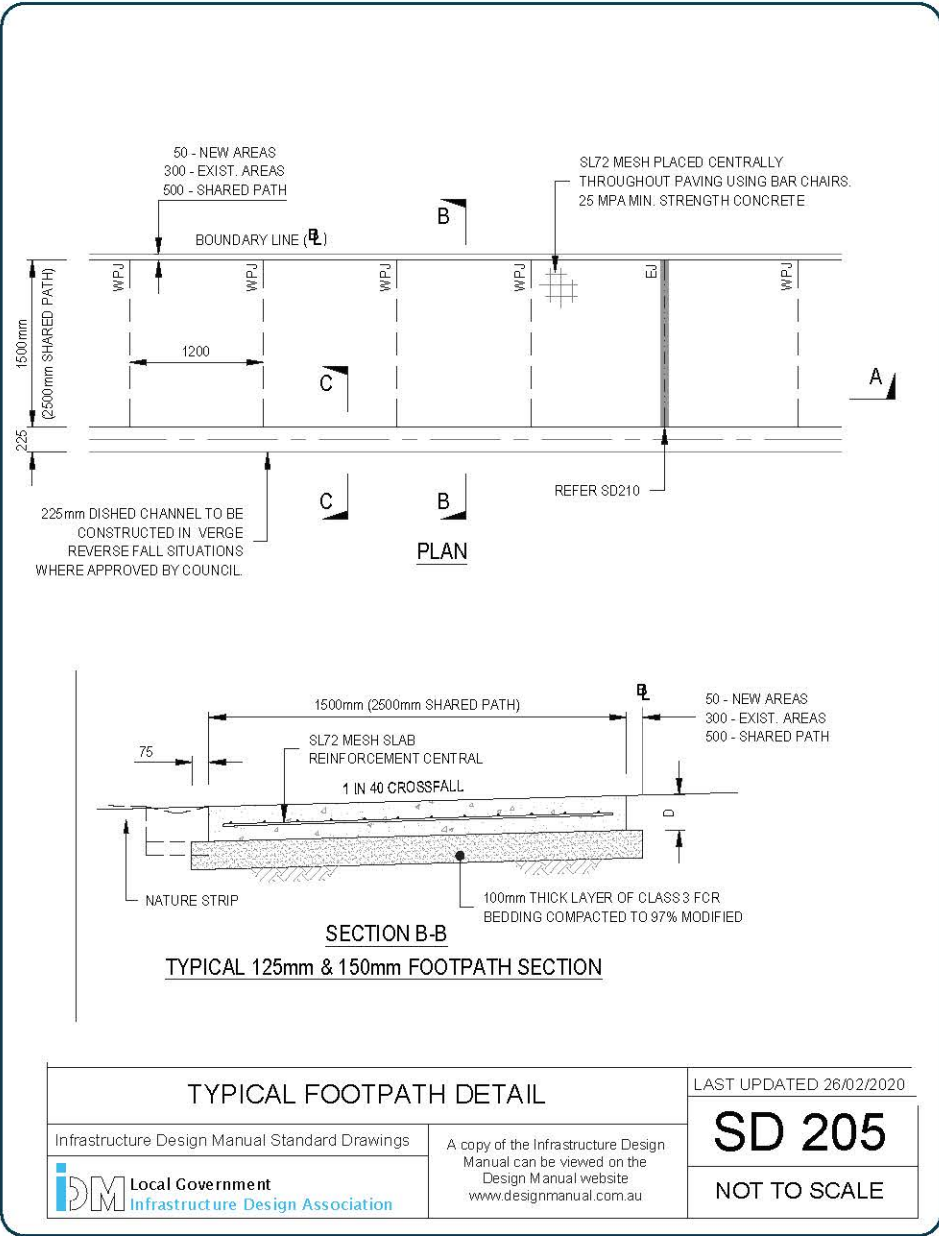 50 - NEW AREAS
300 - EXIST. AREAS
500 - SHARED PATH
SL72 MESH PLACED CENTRALLY
THROUGHOUT PAVING USING BAR CHAIRS.
25 MPA MIN. STRENGTH CONCRETE
B
BOUNDARY LINE (BL)
WPJ
WPJ
WPJ
WPJ
EJ
WPJ
1500mm
(2500mm SHARED PATH)
1200
C
A
225
C
B
REFER SD210
225mm DISHED CHANNEL TO BE
CONSTRUCTED IN VERGE
REVERSE FALL SITUATIONS
WHERE APPROVED BY COUNCIL.
PLAN
BL
1500mm (2500mm SHARED PATH)
50 - NEW AREAS
300 - EXIST. AREAS
500 - SHARED PATH
75
SL72 MESH SLAB
REINFORCEMENT CENTRAL
1 IN 40 CROSSFALL
D
NATURE STRIP
100mm THICK LAYER OF CLASS 3 FCR
BEDDING COMPACTED TO 97% MODIFIED
SECTION B-B
TYPICAL 125mm & 150mm FOOTPATH SECTION
TYPICAL FOOTPATH DETAIL
LAST UPDATED 26/02/2020
SD 205
NOT TO SCALE
Infrastructure Design Manual Standard Drawings
iDM
Local Government
Infrastructure Design Association
A copy of the Infrastructure Design
Manual can be viewed on the
Design Manual website
www.designmanual.com.au